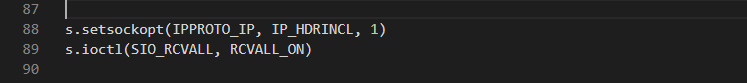 87
88 s.setsockopt(IPPROTO_IP, IP_HDRINCL, 1)
89 s.ioctl(SIO_RCVALL, RCVALL_ON)
90